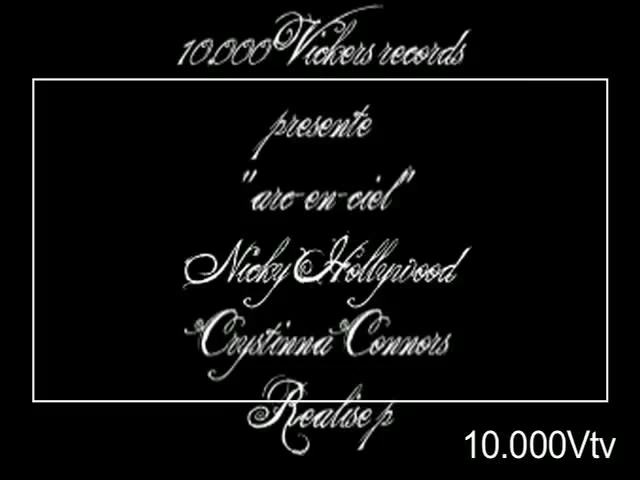 10.000 Vickers records
presente
"arc-en-ciel"
Nicky Hollywood
Crystinna Connors
Realise p
10.000Vtv